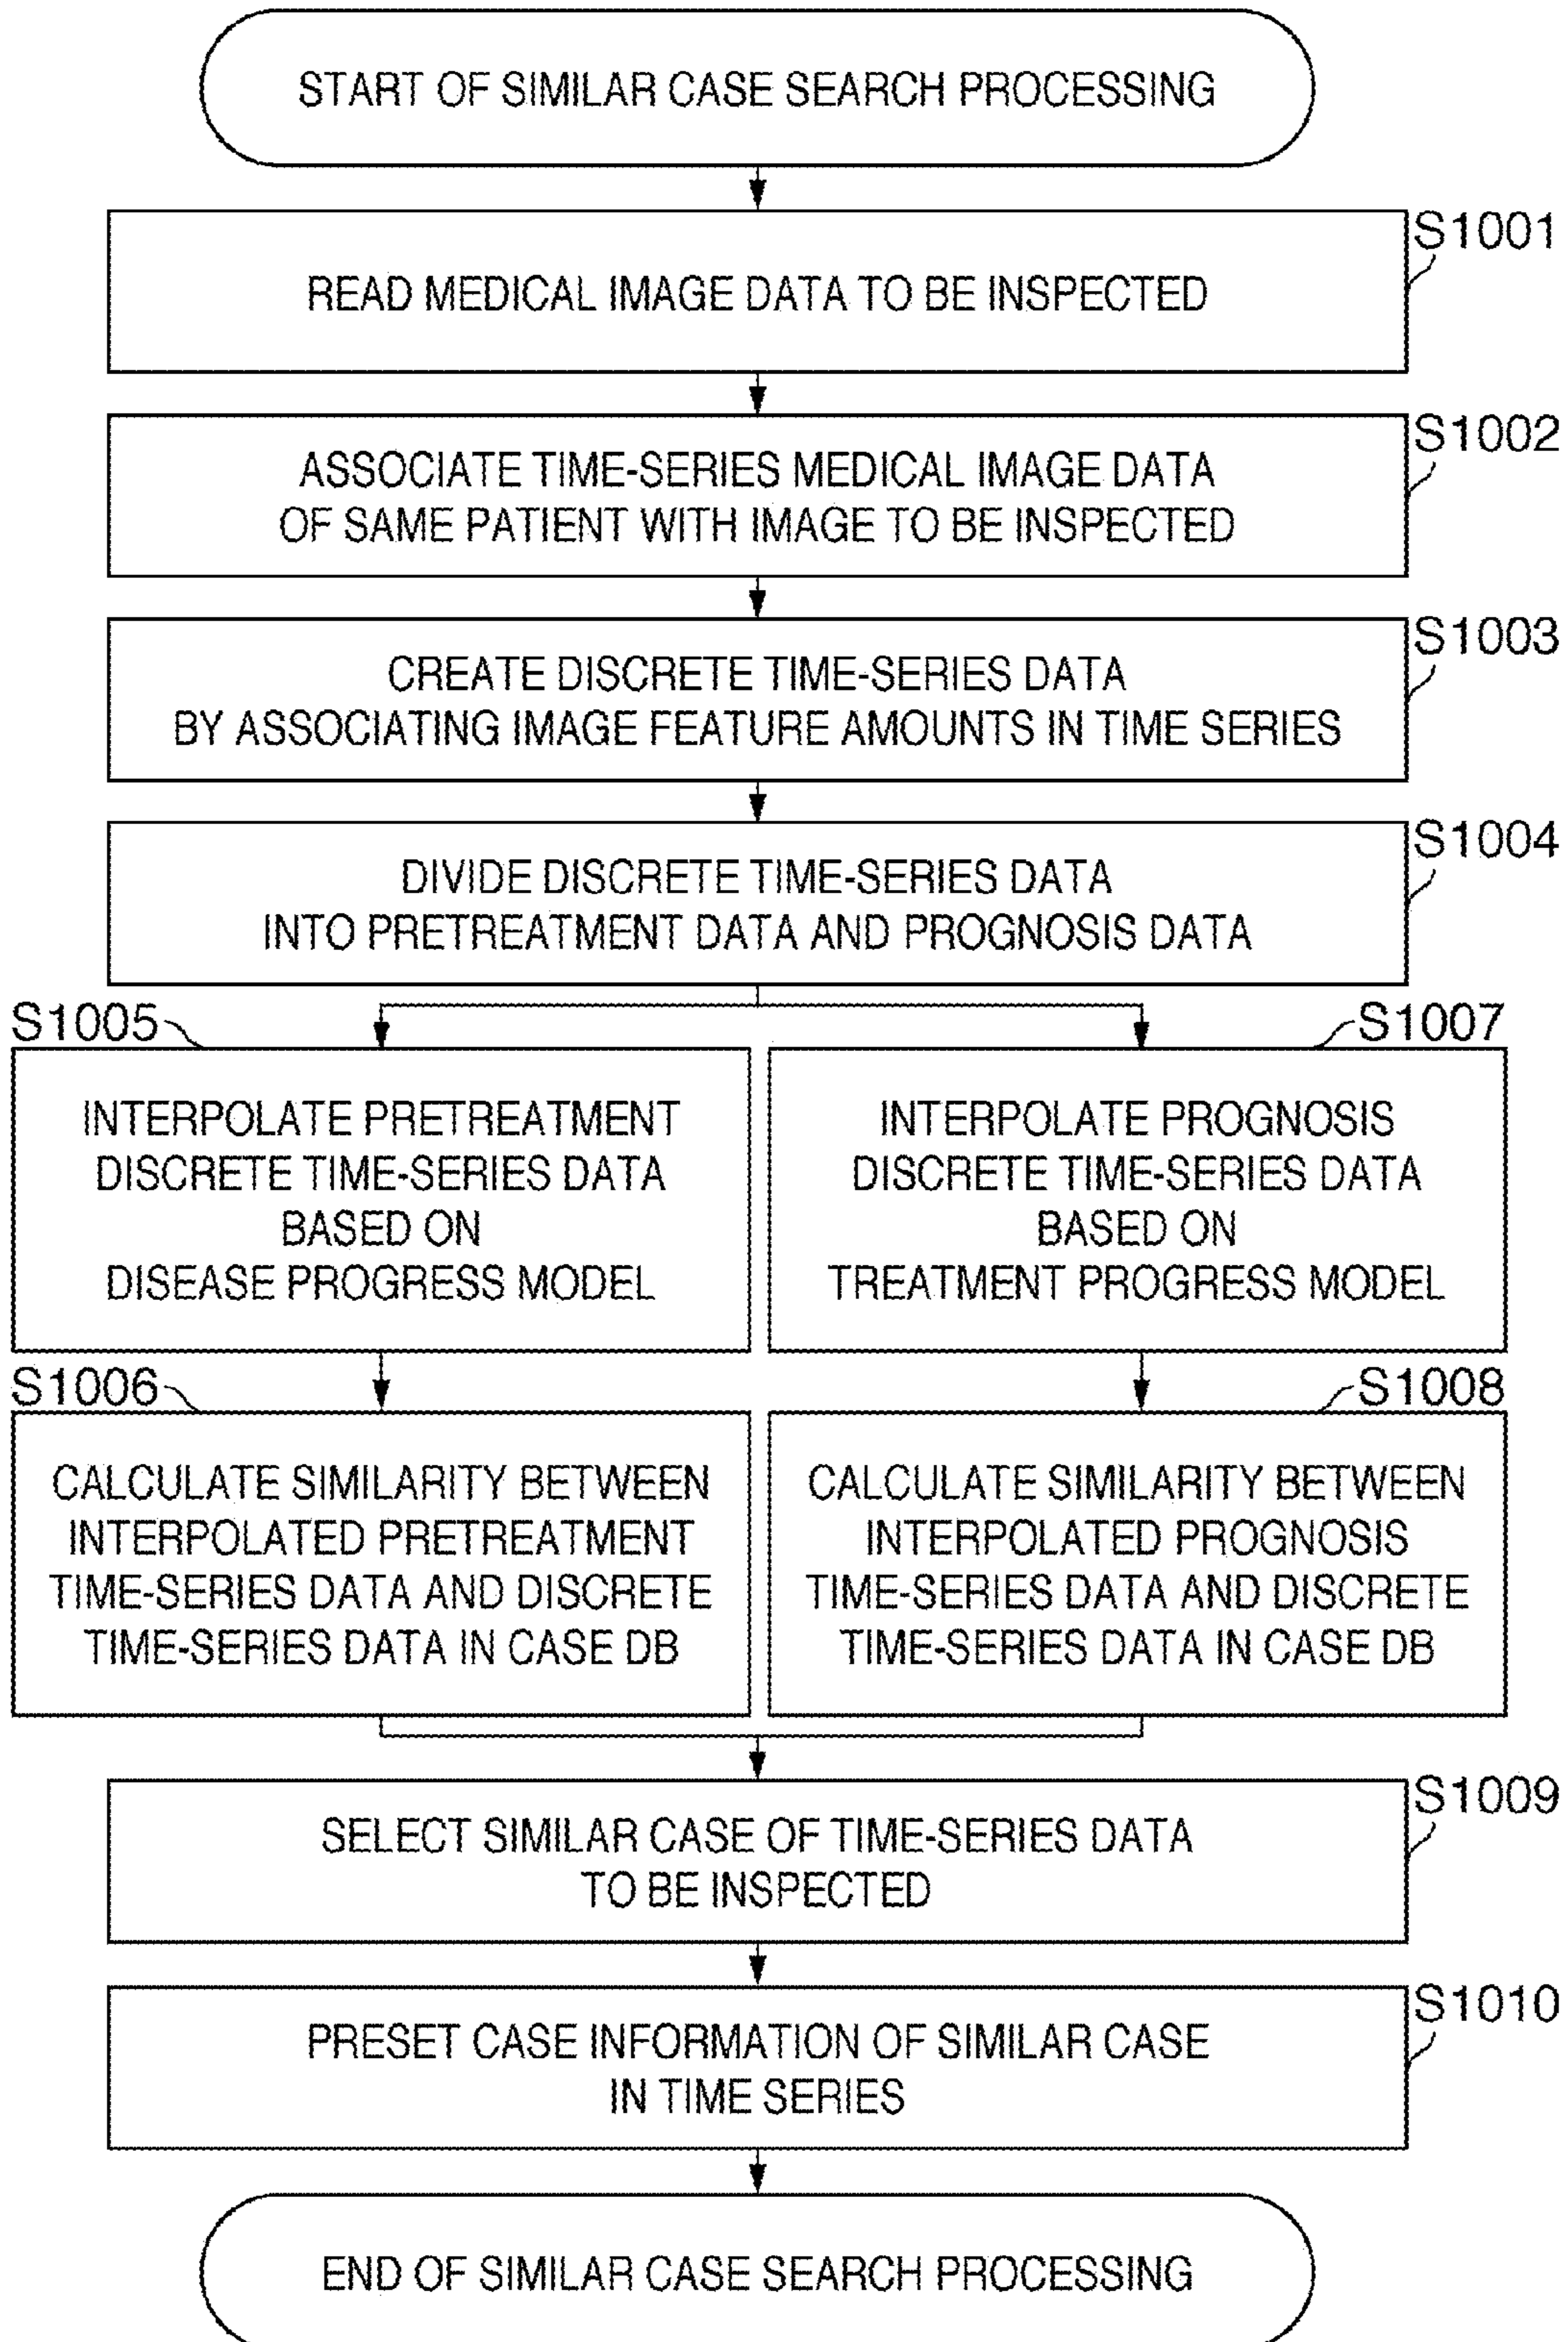 START OF SIMILAR CASE SEARCH PROCESSING
S1001
READ MEDICAL IMAGE DATA TO BE INSPECTED
S1002
ASSOCIATE TIME-SERIES MEDICAL IMAGE DATA
OF SAME PATIENT WITH IMAGE TO BE INSPECTED
S1003
CREATE DISCRETE TIME-SERIES DATA
BY ASSOCIATING IMAGE FEATURE AMOUNTS IN TIME SERIES
S1004
DIVIDE DISCRETE TIME-SERIES DATA
INTO PRETREATMENT DATA AND PROGNOSIS DATA
S1005
INTERPOLATE PRETREATMENT
DISCRETE TIME-SERIES DATA
BASED ON
DISEASE PROGRESS MODEL
S1007
INTERPOLATE PROGNOSIS
DISCRETE TIME-SERIES DATA
BASED ON
TREATMENT PROGRESS MODEL
S1006
CALCULATE SIMILARITY BETWEEN
INTERPOLATED PRETREATMENT
TIME-SERIES DATA AND DISCRETE
TIME-SERIES DATA IN CASE DB
S1008
CALCULATE SIMILARITY BETWEEN
INTERPOLATED PROGNOSIS
TIME-SERIES DATA AND DISCRETE
TIME-SERIES DATA IN CASE DB
S1009
SELECT SIMILAR CASE OF TIME-SERIES DATA
TO BE INSPECTED
S1010
PRESET CASE INFORMATION OF SIMILAR CASE
IN TIME SERIES
END OF SIMILAR CASE SEARCH PROCESSING